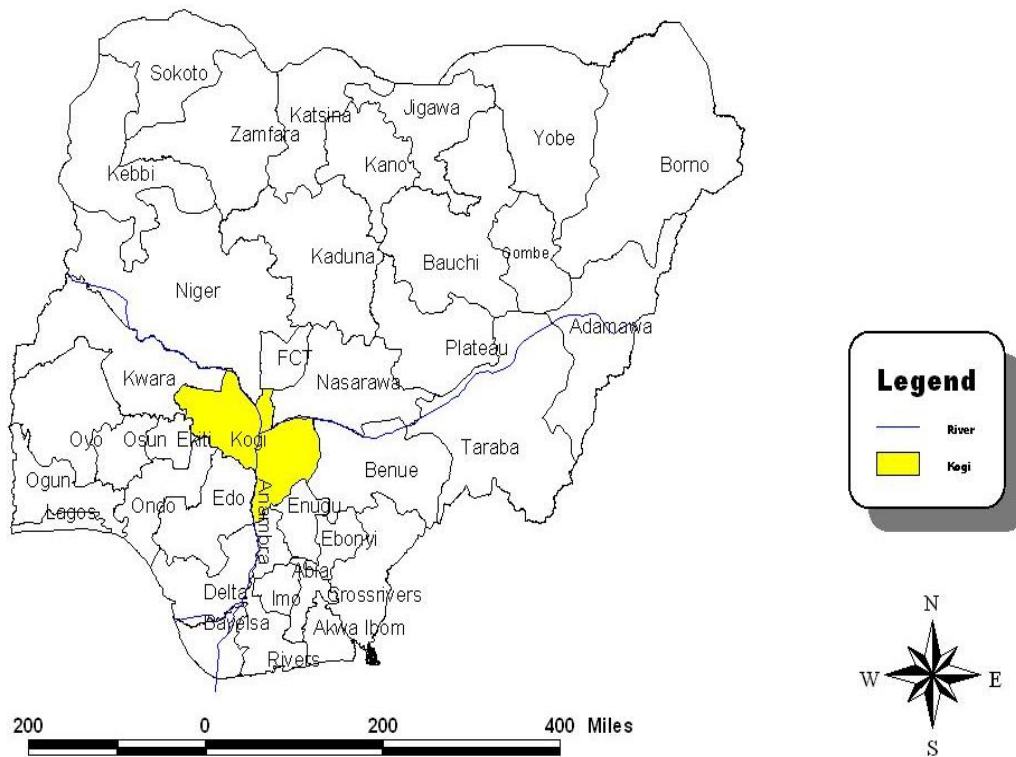 Sokoto
Katsina
Jigawa
Zamfara
Yobe
Kano
Borno
Kebbi
Kaduna
Bauchi
Gombe
Niger
Adamawa
Plateau
FCT
Nasarawa
Kwara
Oyo
Osun
Ekiti
Kogi
Taraba
Benue
Ogun
Lagos
Ondo
Edo
Anambra
Enugu
Ebonyi
Abia
Delta
Imo
Crossrivers
Bayelsa
Akwa Ibom
Rivers
Legend
River
Kogi
N
W E
S
200 0 200 400 Miles